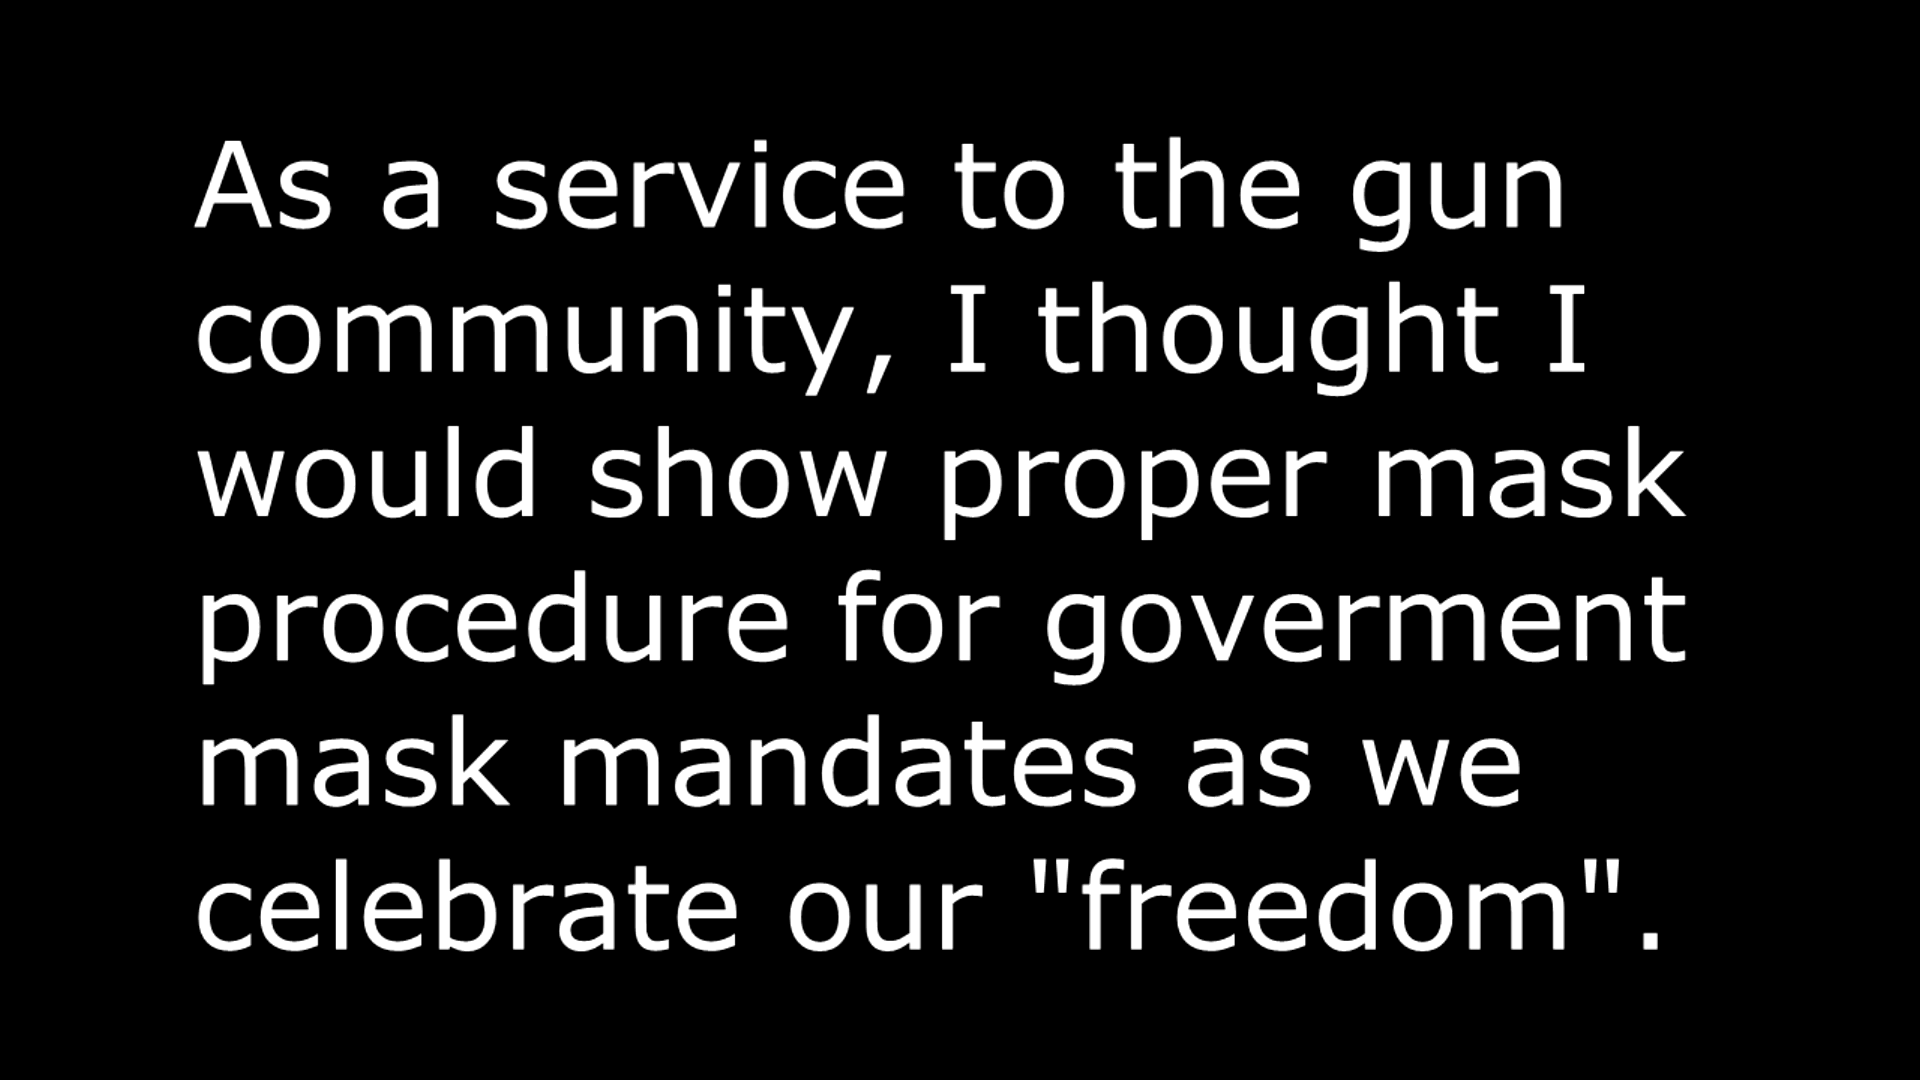 As a service to the gun
community, I thought I
would show proper mask
procedure for goverment
mask mandates as we
celebrate our "freedom".